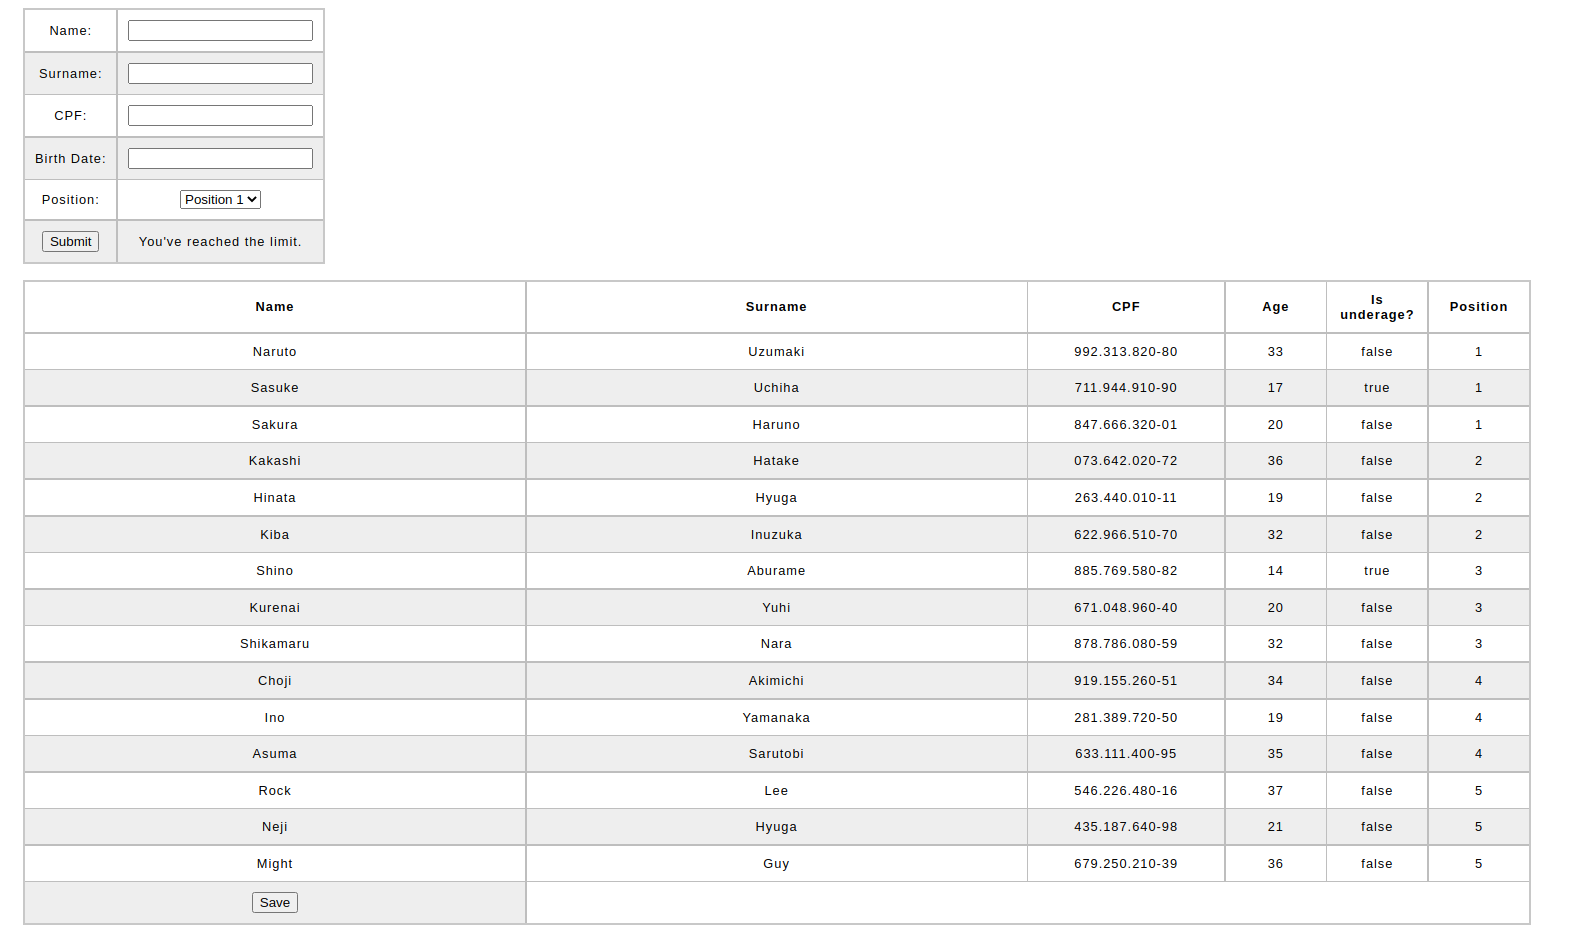 Name:
Surname:
CPF:
Birth Date:
Position: Position 1
Submit You've reached the limit.
Name Surname CPF Age Is underage? Position
Naruto Uzumaki 992.313.820-80 33 false 1
Sasuke Uchiha 711.944.910-90 17 true 1
Sakura Haruno 847.666.320-01 20 false 1
Kakashi Hatake 073.642.020-72 36 false 2
Hinata Hyuga 263.440.010-11 19 false 2
Kiba Inuzuka 622.966.510-70 32 false 2
Shino Aburame 885.769.580-82 14 true 3
Kurenai Yuhi 671.048.960-40 20 false 3
Shikamaru Nara 878.786.080-59 32 false 3
Choji Akimichi 919.155.260-51 34 false 4
Ino Yamanaka 281.389.720-50 19 false 4
Asuma Sarutobi 633.111.400-95 35 false 4
Rock Lee 546.226.480-16 37 false 5
Neji Hyuga 435.187.640-98 21 false 5
Might Guy 679.250.210-39 36 false 5
Save